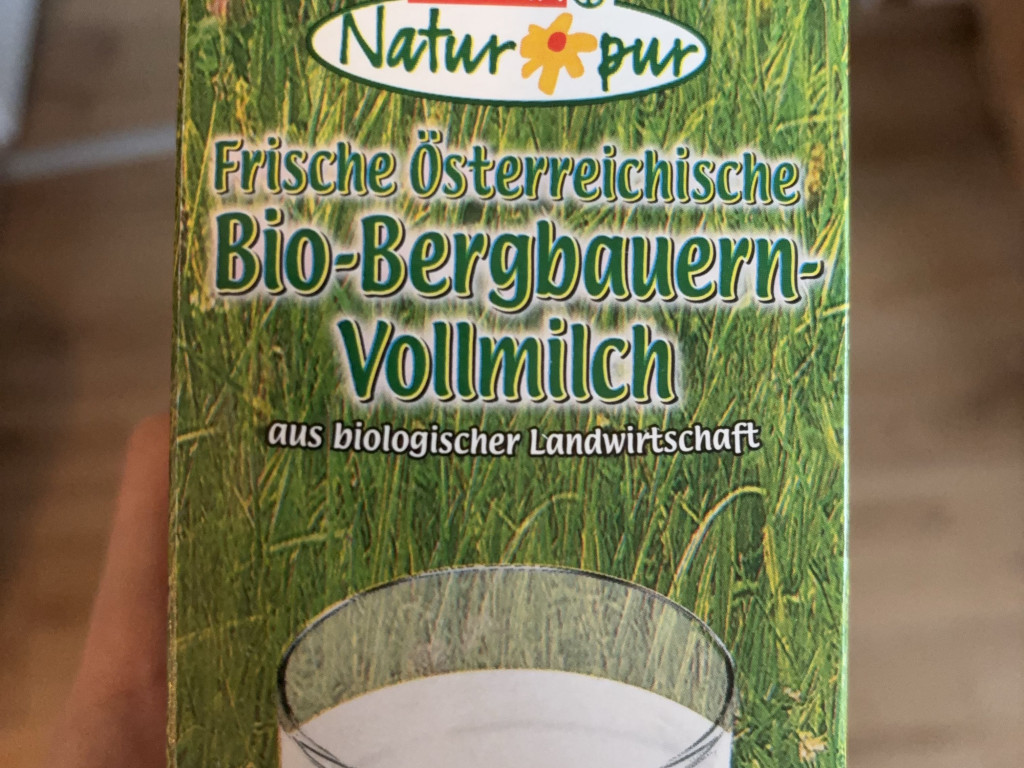 Natur pur
Frische Österreichische
Bio-Bergbauern-
Vollmilch
aus biologischer Landwirtschaft